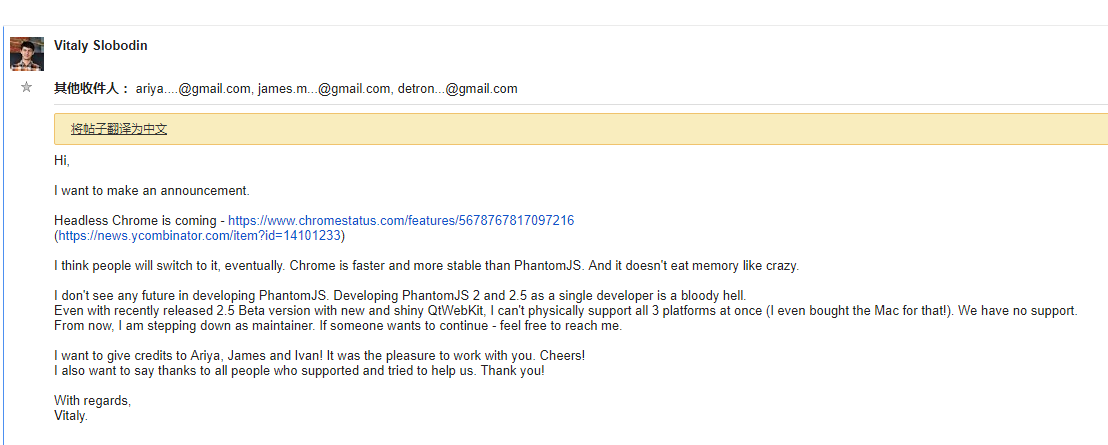 Vitaly Slobodin
其他收件人： ariya....@gmail.com, james.m...@gmail.com, detron...@gmail.com
将帖子翻译为中文
Hi,
I want to make an announcement.
Headless Chrome is coming - https://www.chromestatus.com/features/5678767817097216
(https://news.ycombinator.com/item?id=14101233)
I think people will switch to it, eventually. Chrome is faster and more stable than PhantomJS. And it doesn't eat memory like crazy.
I don't see any future in developing PhantomJS. Developing PhantomJS 2 and 2.5 as a single developer is a bloody hell.
Even with recently released 2.5 Beta version with new and shiny QtWebKit, I can't physically support all 3 platforms at once (I even bought the Mac for that!). We have no support.
From now, I am stepping down as maintainer. If someone wants to continue - feel free to reach me.
I want to give credits to Ariya, James and Ivan! It was the pleasure to work with you. Cheers!
I also want to say thanks to all people who supported and tried to help us. Thank you!
With regards,
Vitaly.